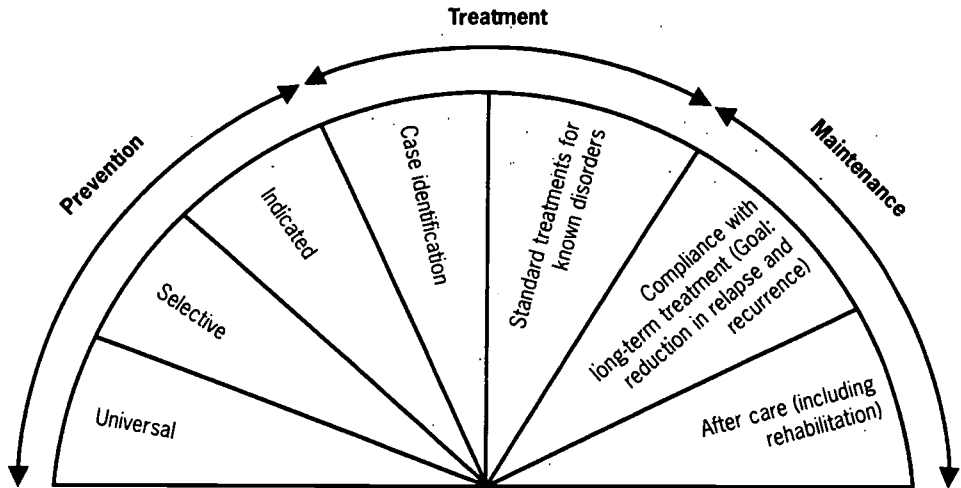 Treatment
Prevention
Maintenance
Universal
Selective
Indicated
Case identification
Standard treatments for
known disorders
Compliance with
long-term treatment (Goal:
reduction in relapse and
recurrence)
After care (including
rehabilitation)